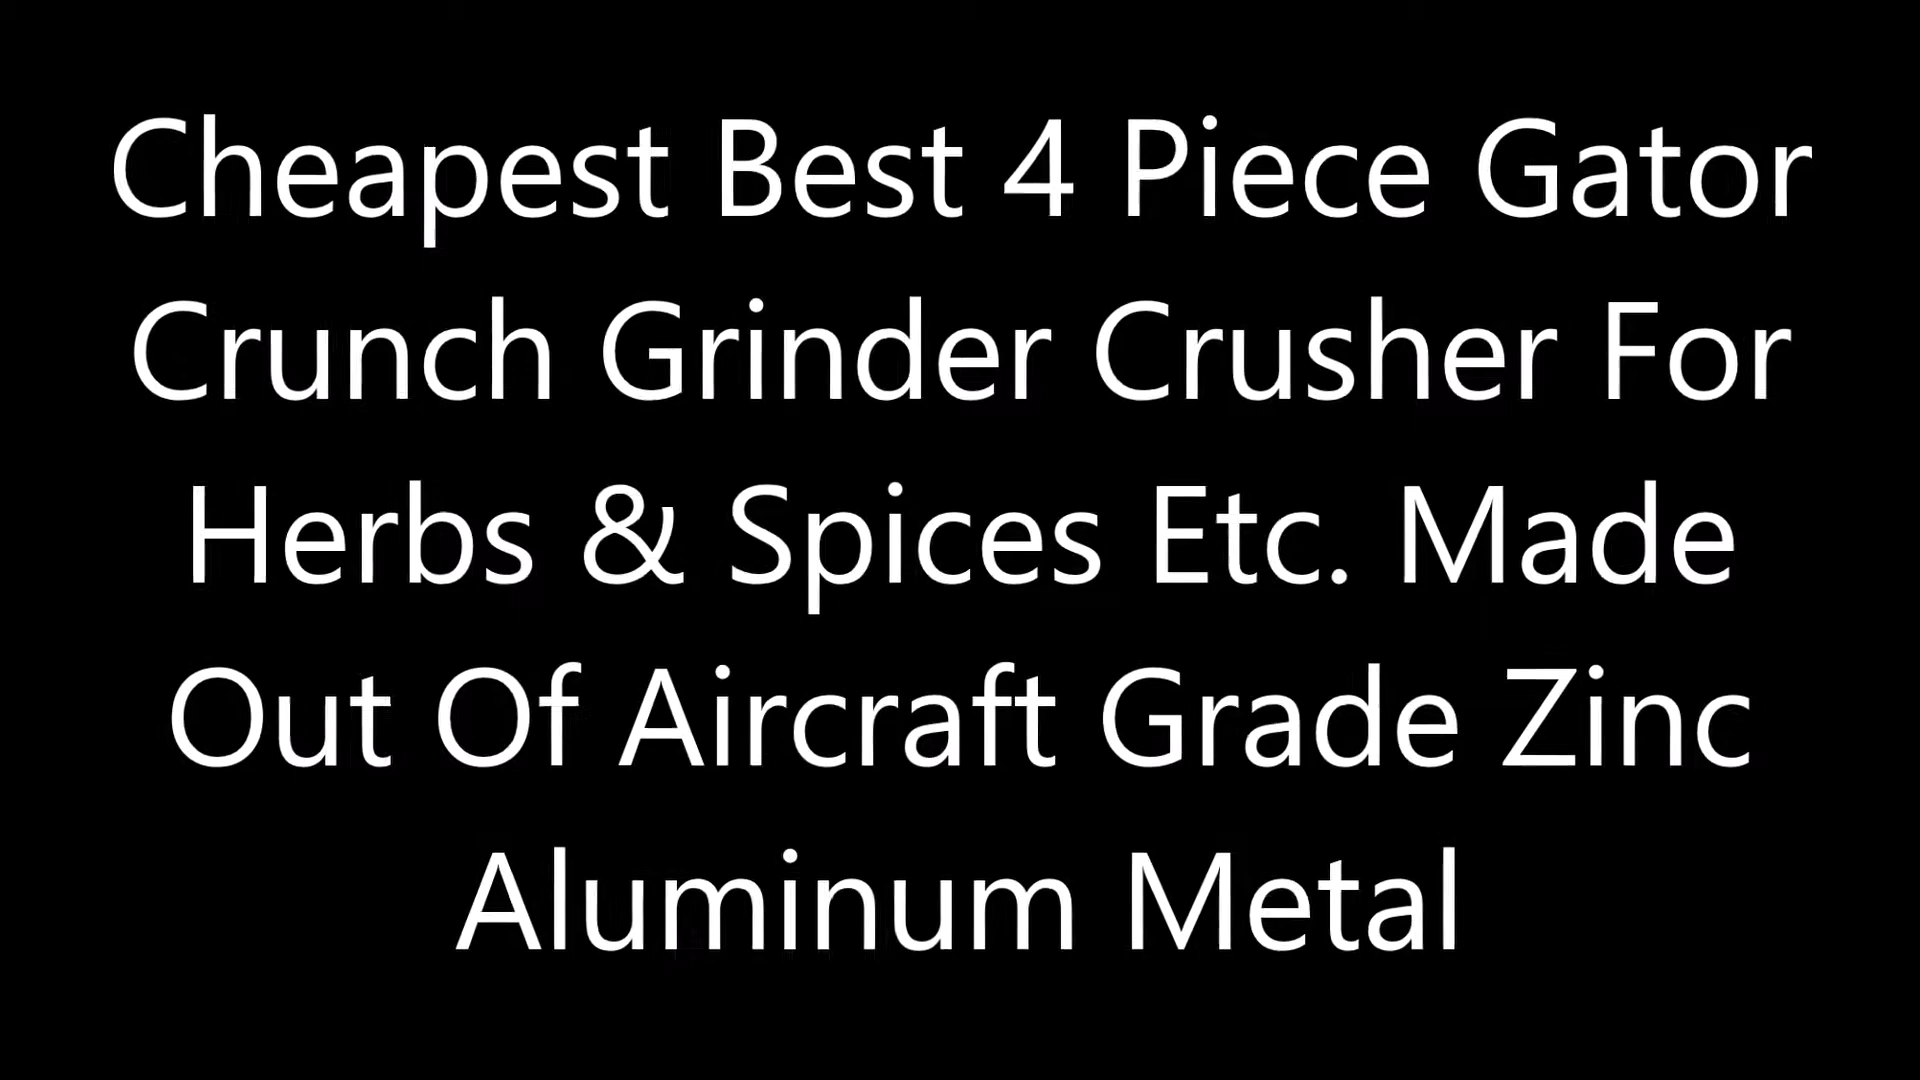 Cheapest Best 4 Piece Gator
Crunch Grinder Crusher For
Herbs & Spices Etc. Made
Out Of Aircraft Grade Zinc
Aluminum Metal